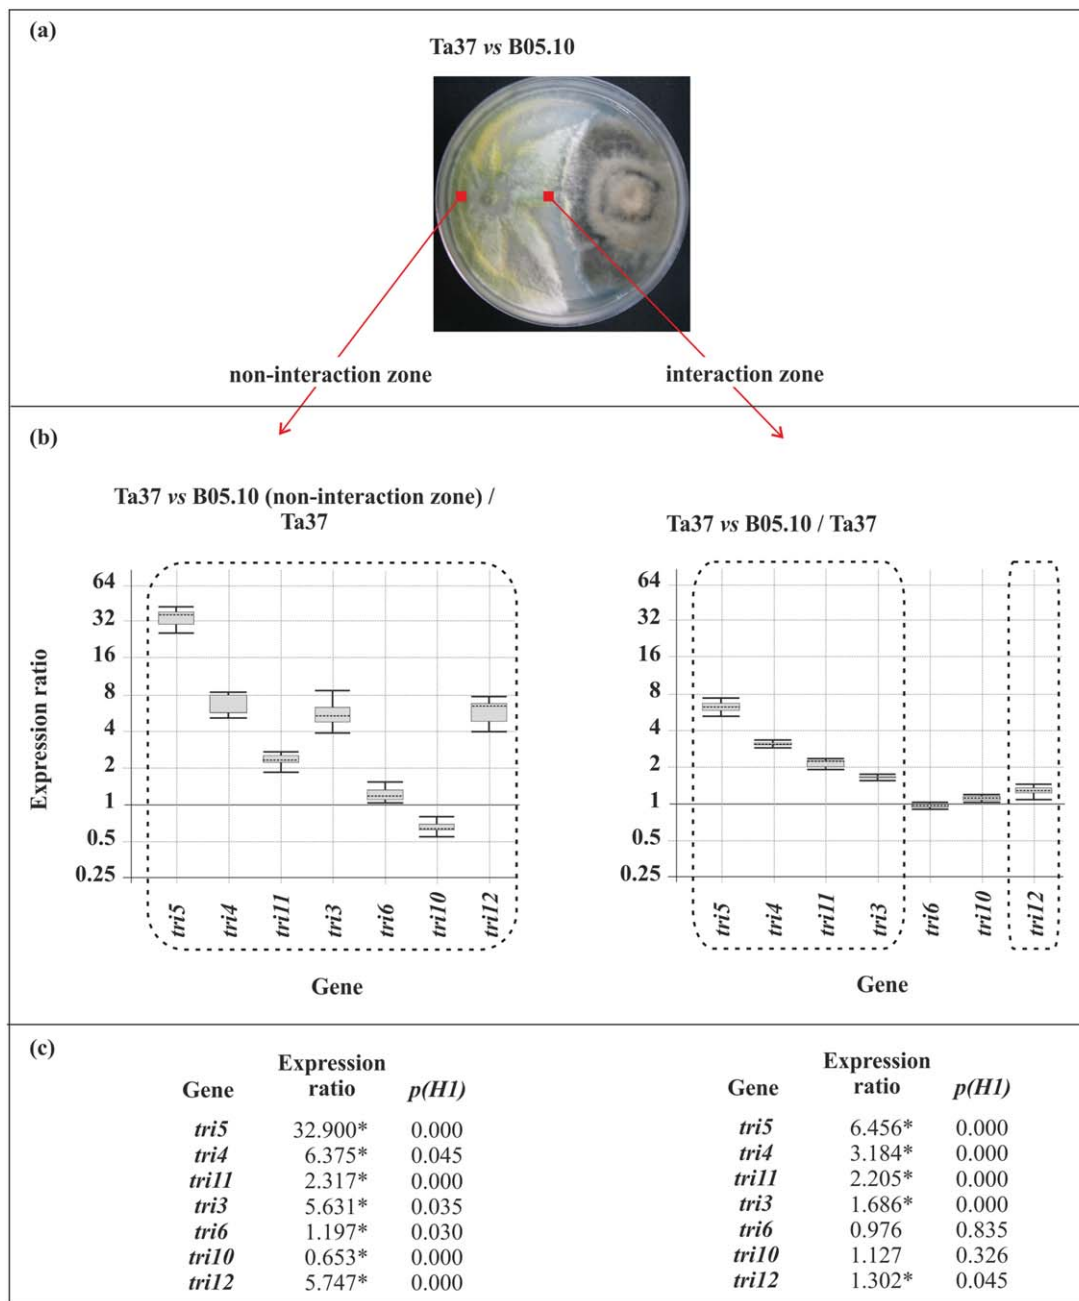 (a)
Ta37 vs B05.10
non-interaction zone
interaction zone
(b)
Ta37 vs B05.10 (non-interaction zone) /
Ta37
Expression ratio
64
32
16
8
4
2
1
0.5
0.25
tri5
tri4
tri11
tri3
tri6
tri10
tri12
Gene
Ta37 vs B05.10 / Ta37
64
32
16
8
4
2
1
0.5
0.25
tri5
tri4
tri11
tri3
tri6
tri10
tri12
Gene
(c)
Gene Expression ratio p(H1)
tri5 32.900* 0.000
tri4 6.375* 0.045
tri11 2.317* 0.000
tri3 5.631* 0.035
tri6 1.197* 0.030
tri10 0.653* 0.000
tri12 5.747* 0.000
Gene Expression ratio p(H1)
tri5 6.456* 0.000
tri4 3.184* 0.000
tri11 2.205* 0.000
tri3 1.686* 0.000
tri6 0.976 0.835
tri10 1.127 0.326
tri12 1.302* 0.045